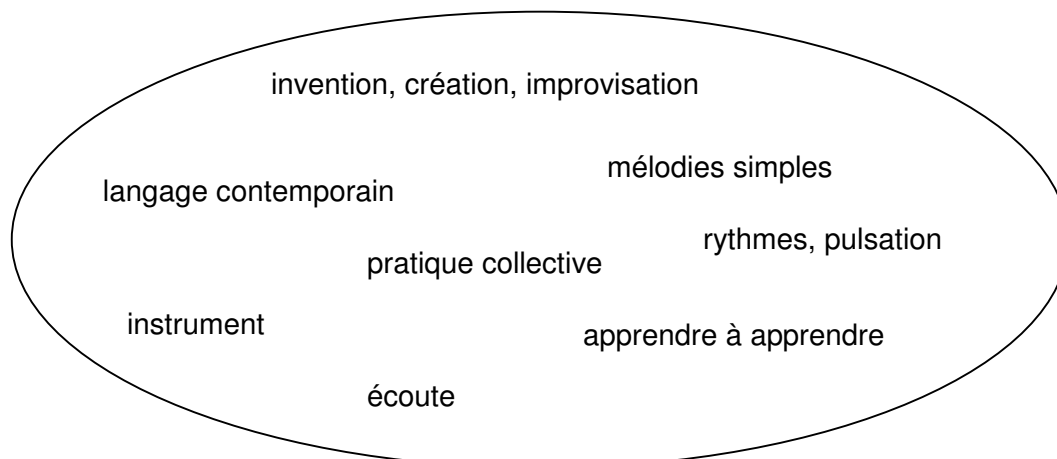 invention, création, improvisation
mélodies simples
langage contemporain
rythmes, pulsation
pratique collective
instrument
apprendre à apprendre
écoute